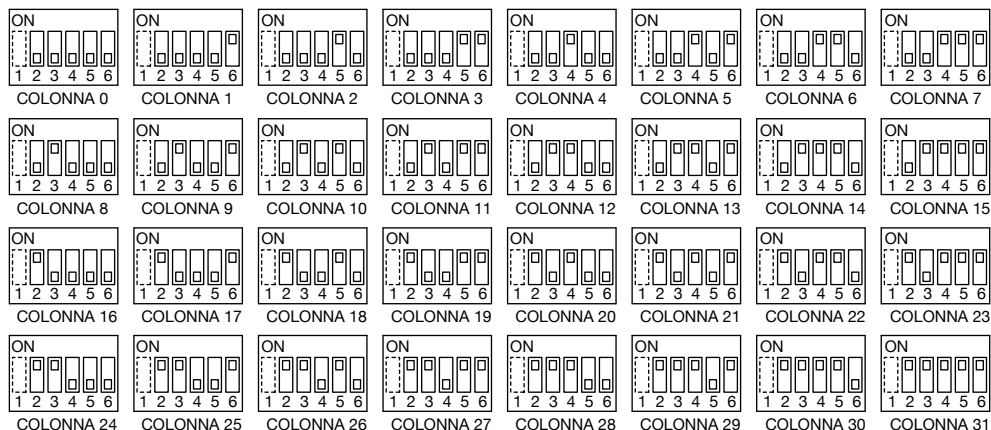 ON ON ON ON ON ON ON ON
1 2 3 4 5 6 1 2 3 4 5 6 1 2 3 4 5 6 1 2 3 4 5 6 1 2 3 4 5 6 1 2 3 4 5 6 1 2 3 4 5 6 1 2 3 4 5 6
COLONNA 0 COLONNA 1 COLONNA 2 COLONNA 3 COLONNA 4 COLONNA 5 COLONNA 6 COLONNA 7
ON ON ON ON ON ON ON ON
1 2 3 4 5 6 1 2 3 4 5 6 1 2 3 4 5 6 1 2 3 4 5 6 1 2 3 4 5 6 1 2 3 4 5 6 1 2 3 4 5 6 1 2 3 4 5 6
COLONNA 8 COLONNA 9 COLONNA 10 COLONNA 11 COLONNA 12 COLONNA 13 COLONNA 14 COLONNA 15
ON ON ON ON ON ON ON ON
1 2 3 4 5 6 1 2 3 4 5 6 1 2 3 4 5 6 1 2 3 4 5 6 1 2 3 4 5 6 1 2 3 4 5 6 1 2 3 4 5 6 1 2 3 4 5 6
COLONNA 16 COLONNA 17 COLONNA 18 COLONNA 19 COLONNA 20 COLONNA 21 COLONNA 22 COLONNA 23
ON ON ON ON ON ON ON ON
1 2 3 4 5 6 1 2 3 4 5 6 1 2 3 4 5 6 1 2 3 4 5 6 1 2 3 4 5 6 1 2 3 4 5 6 1 2 3 4 5 6 1 2 3 4 5 6
COLONNA 24 COLONNA 25 COLONNA 26 COLONNA 27 COLONNA 28 COLONNA 29 COLONNA 30 COLONNA 31